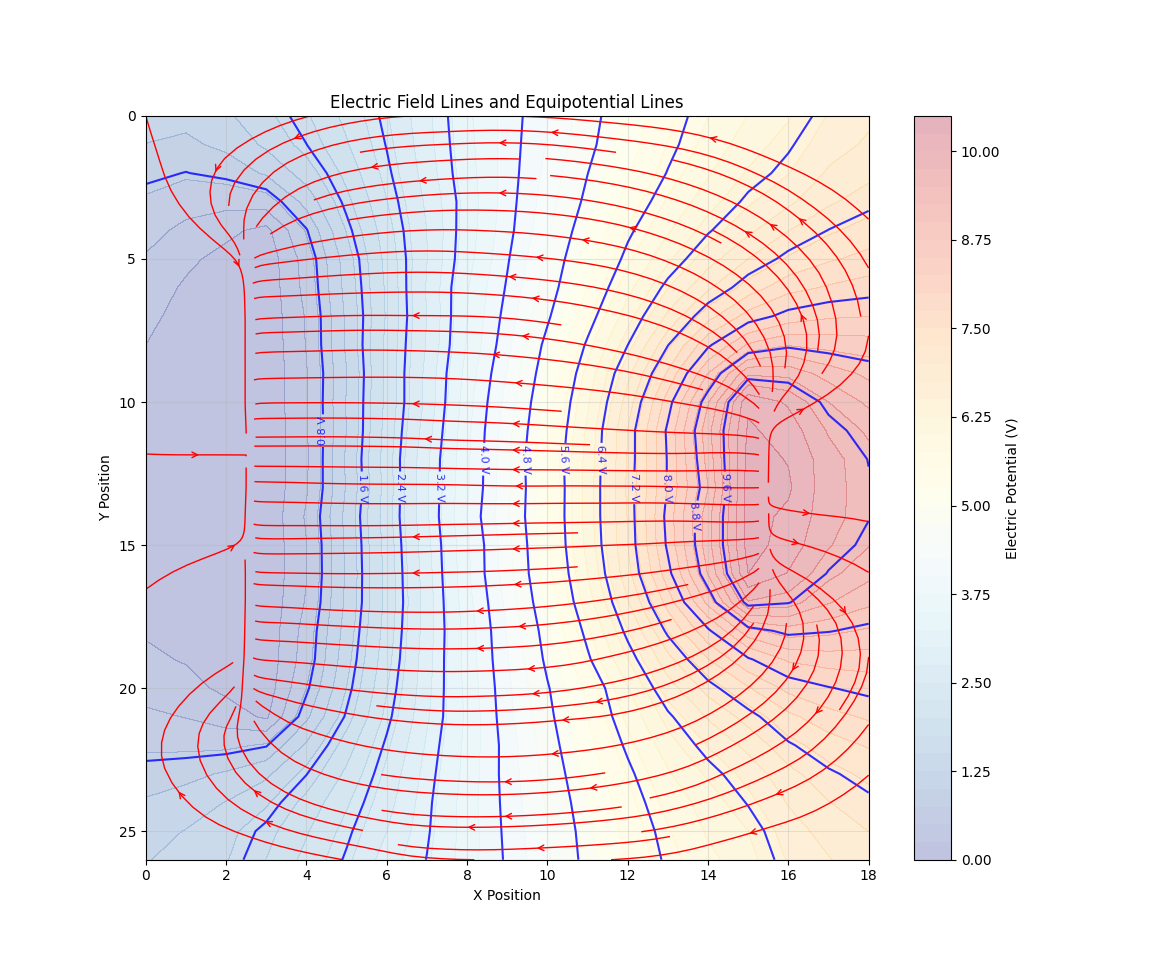 Electric Field Lines and Equipotential Lines
0
5
10
15
20
25
Y Position
0 2 4 6 8 10 12 14 16 18
X Position
0.8 V
1.6 V
2.4 V
3.2 V
4.0 V
4.8 V
5.6 V
6.4 V
7.2 V
8.0 V
8.8 V
9.6 V
10.00
8.75
7.50
6.25
5.00
3.75
2.50
1.25
0.00
Electric Potential (V)